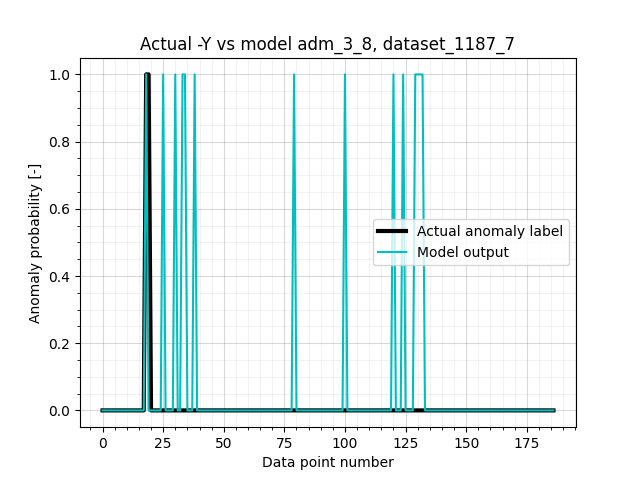 Actual -Y vs model adm_3_8, dataset_1187_7
1.0
0.8
0.6
0.4
0.2
0.0
Anomaly probability [-]
Actual anomaly label
Model output
0 25 50 75 100 125 150 175
Data point number